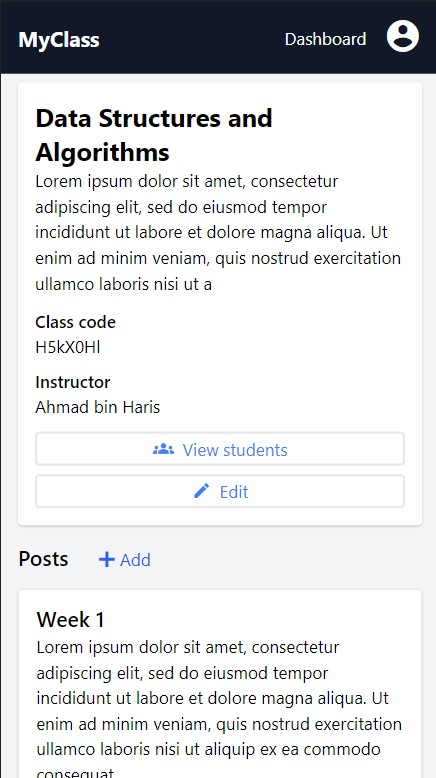 MyClass
Dashboard
Data Structures and
Algorithms
Lorem ipsum dolor sit amet, consectetur
adipiscing elit, sed do eiusmod tempor
incididunt ut labore et dolore magna aliqua. Ut
enim ad minim veniam, quis nostrud exercitation
ullamco laboris nisi ut a
Class code
H5kX0Hl
Instructor
Ahmad bin Haris
View students
Edit
Posts
Add
Week 1
Lorem ipsum dolor sit amet, consectetur
adipiscing elit, sed do eiusmod tempor
incididunt ut labore et dolore magna aliqua. Ut
enim ad minim veniam, quis nostrud exercitation
ullamco laboris nisi ut aliquip ex ea commodo
consequat